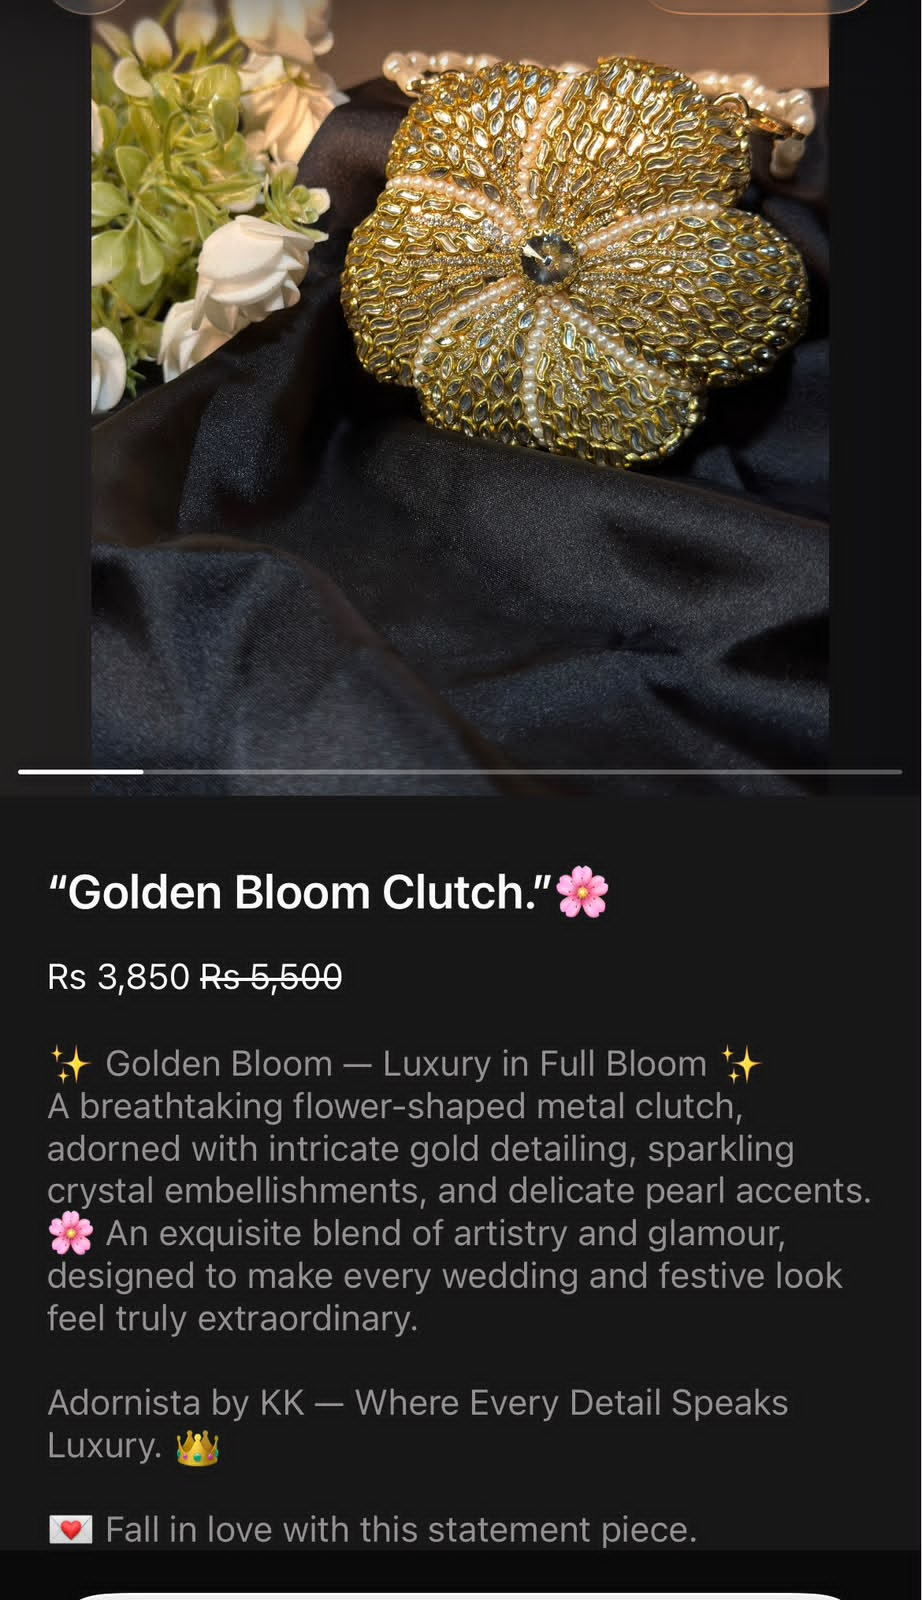 “Golden Bloom Clutch.”🌸
Rs 3,850 Rs 5,500
✨ Golden Bloom — Luxury in Full Bloom ✨
A breathtaking flower-shaped metal clutch,
adorned with intricate gold detailing, sparkling
crystal embellishments, and delicate pearl accents.
🌸 An exquisite blend of artistry and glamour,
designed to make every wedding and festive look
feel truly extraordinary.
Adornista by KK — Where Every Detail Speaks
Luxury. 👑
💌 Fall in love with this statement piece.